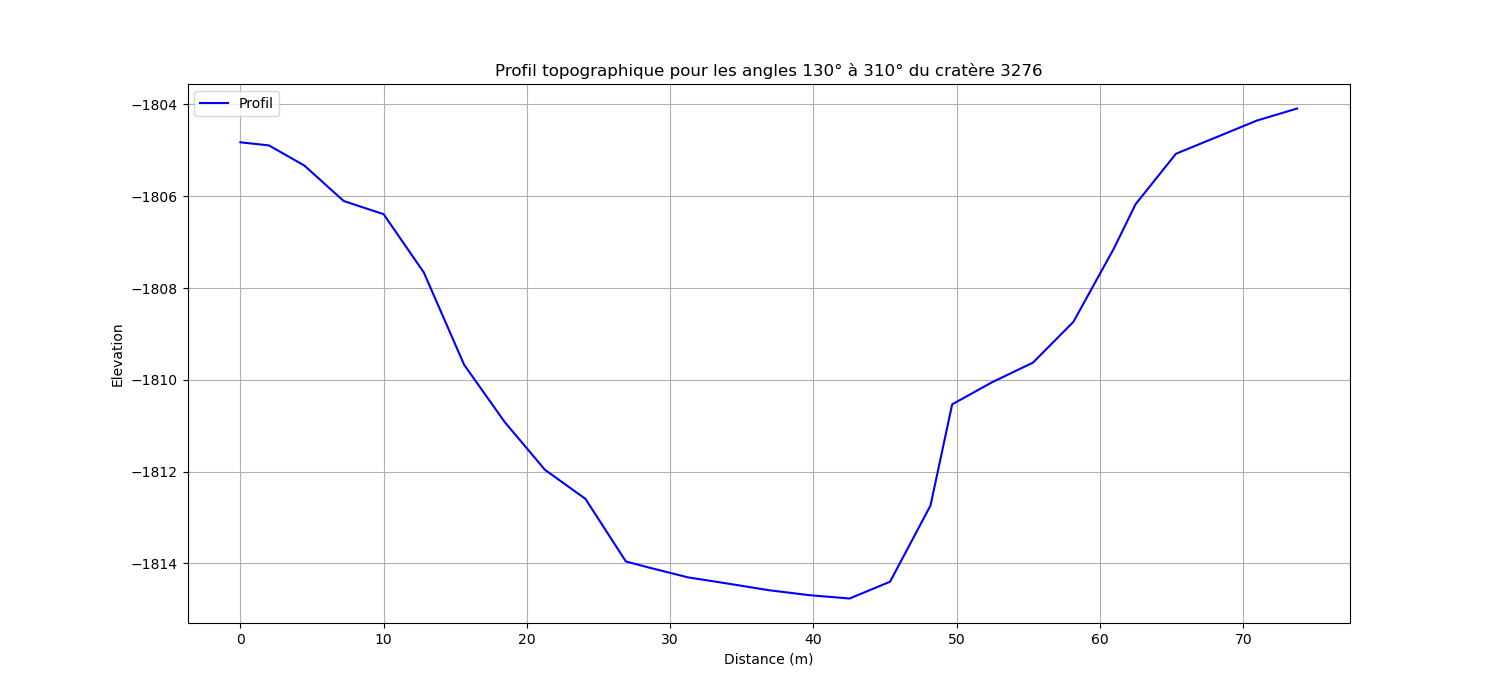 Profil topographique pour les angles 130° à 310° du cratère 3276
Profil
Elevation
−1804
−1806
−1808
−1810
−1812
−1814
0 10 20 30 40 50 60 70
Distance (m)